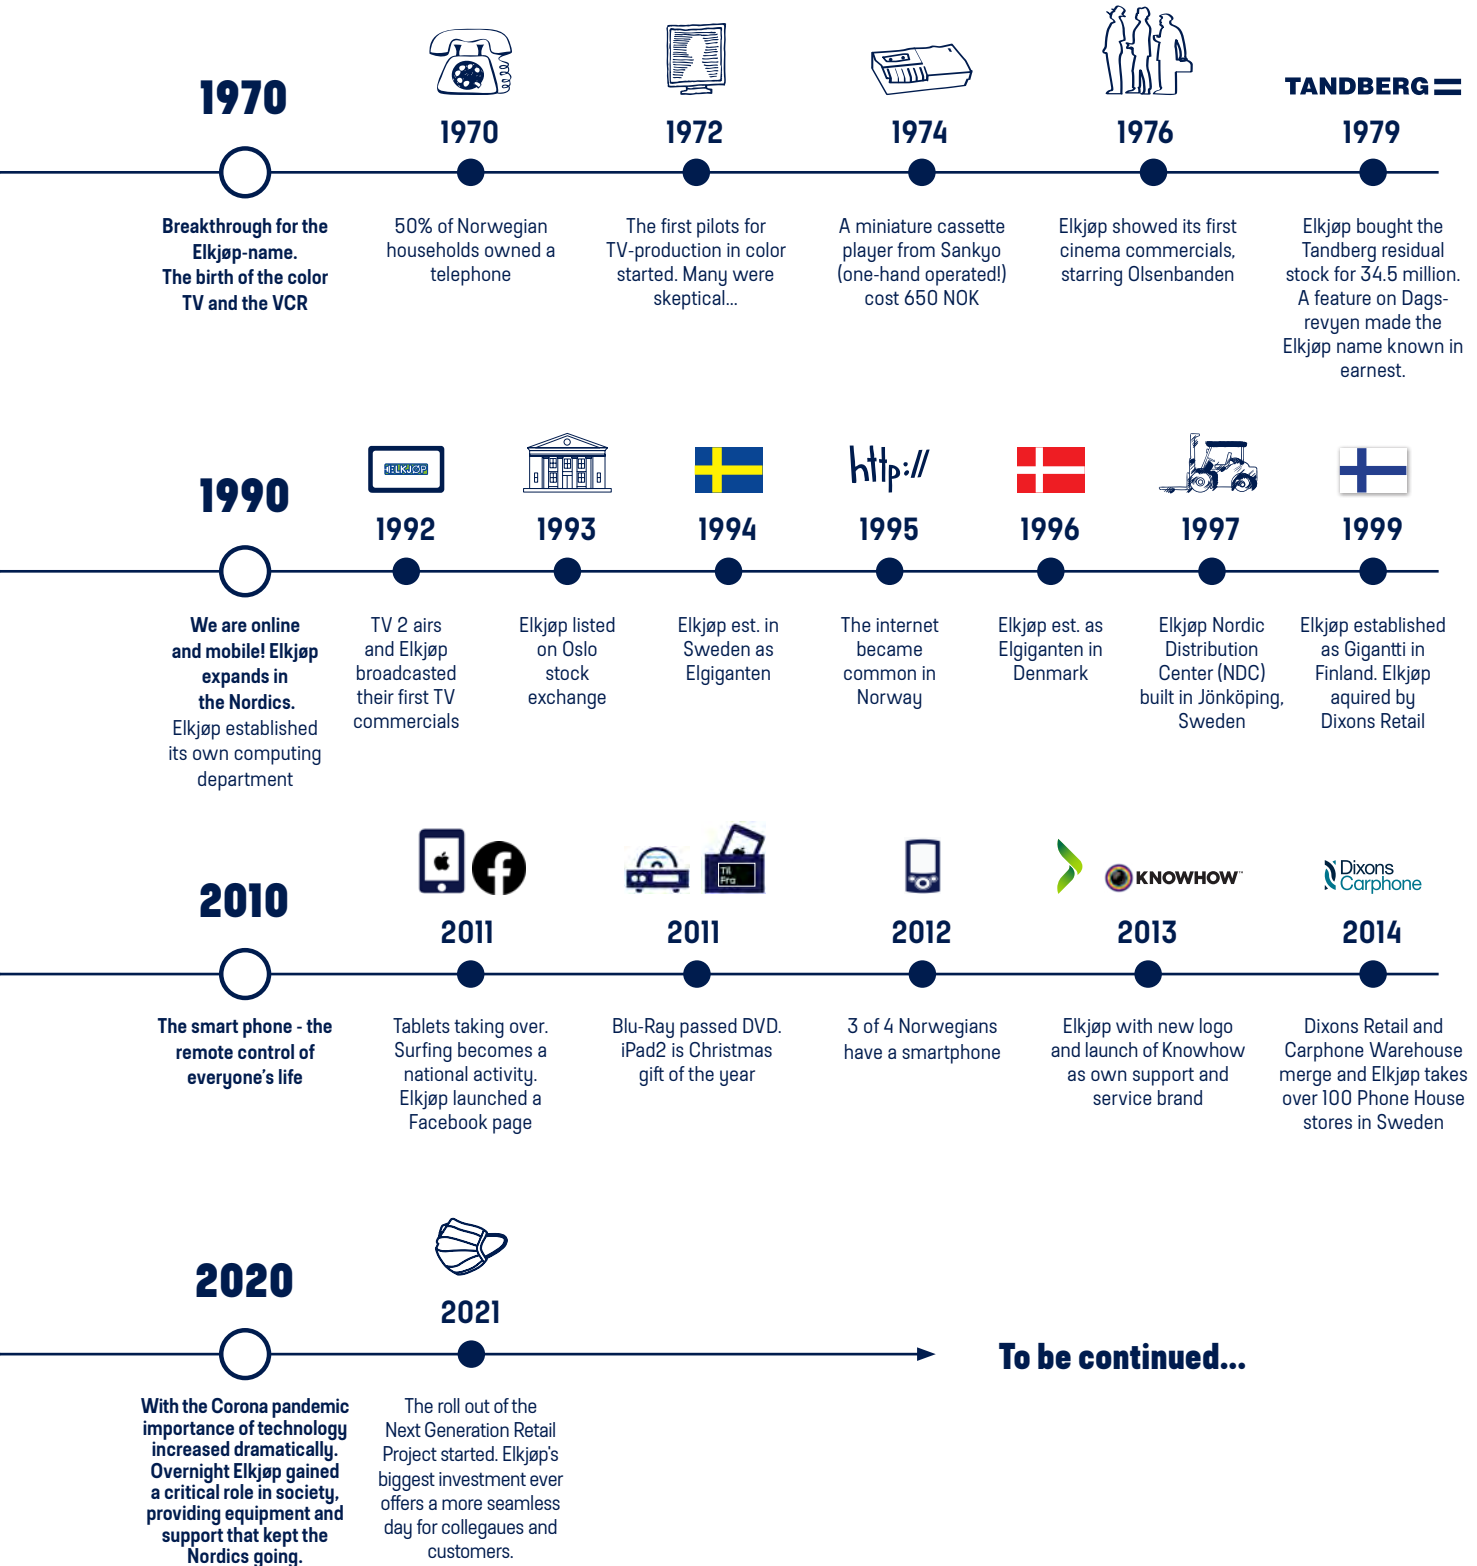 1970
1970
1972
1974
1976
TANDBERG
1979
Breakthrough for the
Elkjøp-name.
The birth of the color
TV and the VCR
50% of Norwegian
households owned a
telephone
The first pilots for
TV-production in color
started. Many were
skeptical...
A miniature cassette
player from Sankyo
(one-hand operated!)
cost 650 NOK
Elkjøp showed its first
cinema commercials,
starring Olsenbanden
Elkjøp bought the
Tandberg residual
stock for 34.5 million.
A feature on Dags-
revyen made the
Elkjøp name known in
earnest.
1990
ELKJØP
1992
1993
1994
http://
1995
1996
1997
1999
We are online
and mobile! Elkjøp
expands in
the Nordics.
Elkjøp established
its own computing
department
TV 2 airs
and Elkjøp
broadcasted
their first TV
commercials
Elkjøp listed
on Oslo
stock
exchange
Elkjøp est. in
Sweden as
Elgiganten
The internet
became
common in
Norway
Elkjøp est. as
Elgiganten in
Denmark
Elkjøp Nordic
Distribution
Center (NDC)
built in Jönköping,
Sweden
Elkjøp established
as Gigantti in
Finland. Elkjøp
aquired by
Dixons Retail
2010
2011
Til
Fra
2011
2012
KNOWHOW™
2013
Dixons
Carphone
2014
The smart phone - the
remote control of
everyone's life
Tablets taking over.
Surfing becomes a
national activity.
Elkjøp launched a
Facebook page
Blu-Ray passed DVD.
iPad2 is Christmas
gift of the year
3 of 4 Norwegians
have a smartphone
Elkjøp with new logo
and launch of Knowhow
as own support and
service brand
Dixons Retail and
Carphone Warehouse
merge and Elkjøp takes
over 100 Phone House
stores in Sweden
2020
2021
To be continued...
With the Corona pandemic
importance of technology
increased dramatically.
Overnight Elkjøp gained
a critical role in society,
providing equipment and
support that kept the
Nordics going.
The roll out of the
Next Generation Retail
Project started. Elkjøp's
biggest investment ever
offers a more seamless
day for collegaues and
customers.